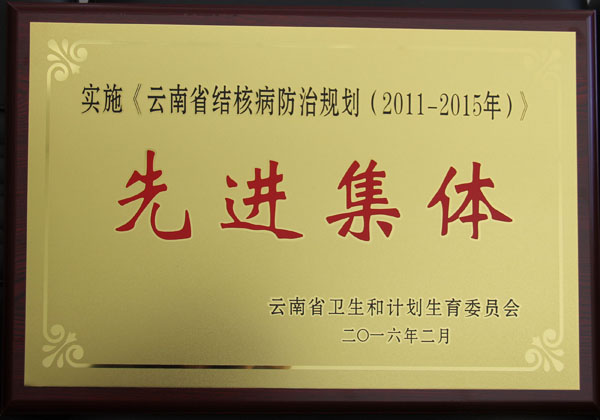 实施《云南省结核病防治规划(2011-2015年)》
先进集体
云南省卫生和计划生育委员会
二〇一六年二月